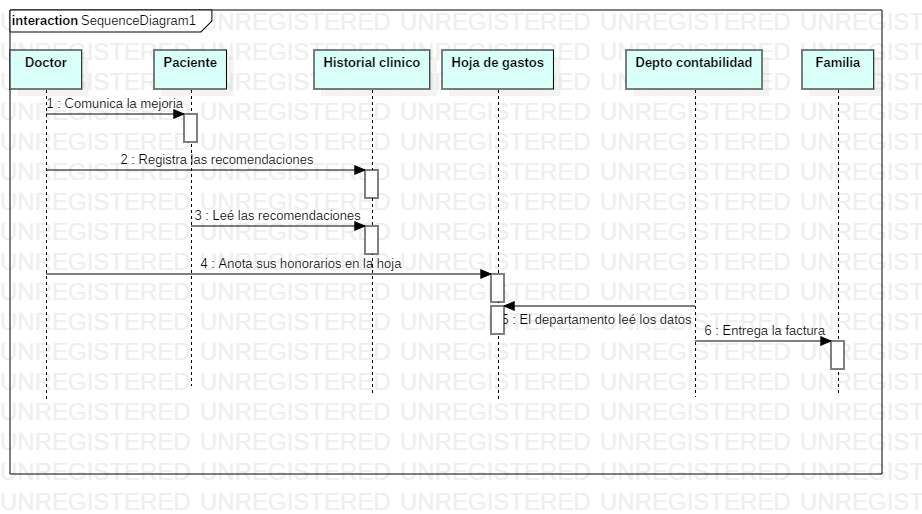 interaction SequenceDiagram1
Doctor
Paciente
Historial clinico
Hoja de gastos
Depto contabilidad
Familia
1 : Comunica la mejoria
2 : Registra las recomendaciones
3 : Leé las recomendaciones
4 : Anota sus honorarios en la hoja
5 : El departamento leé los datos
6 : Entrega la factura
UNREGISTERED UNREGISTERED UNREGISTERED UNREGISTERED UNREGISTERED